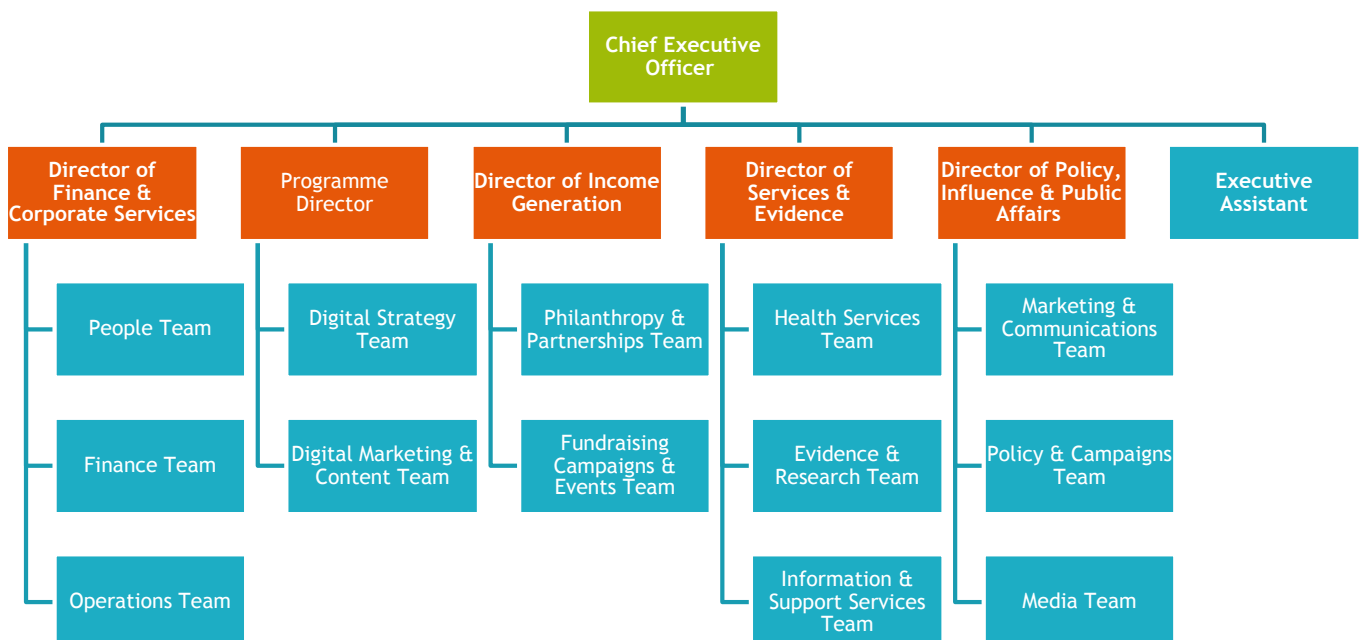 Chief Executive
Officer
Director of
Finance &
Corporate Services
Programme
Director
Director of Income
Generation
Director of
Services &
Evidence
Director of Policy,
Influence & Public
Affairs
Executive
Assistant
People Team
Digital Strategy
Team
Philanthropy &
Partnerships Team
Health Services
Team
Marketing &
Communications
Team
Finance Team
Digital Marketing &
Content Team
Fundraising
Campaigns &
Events Team
Evidence &
Research Team
Policy & Campaigns
Team
Operations Team
Information &
Support Services
Team
Media Team